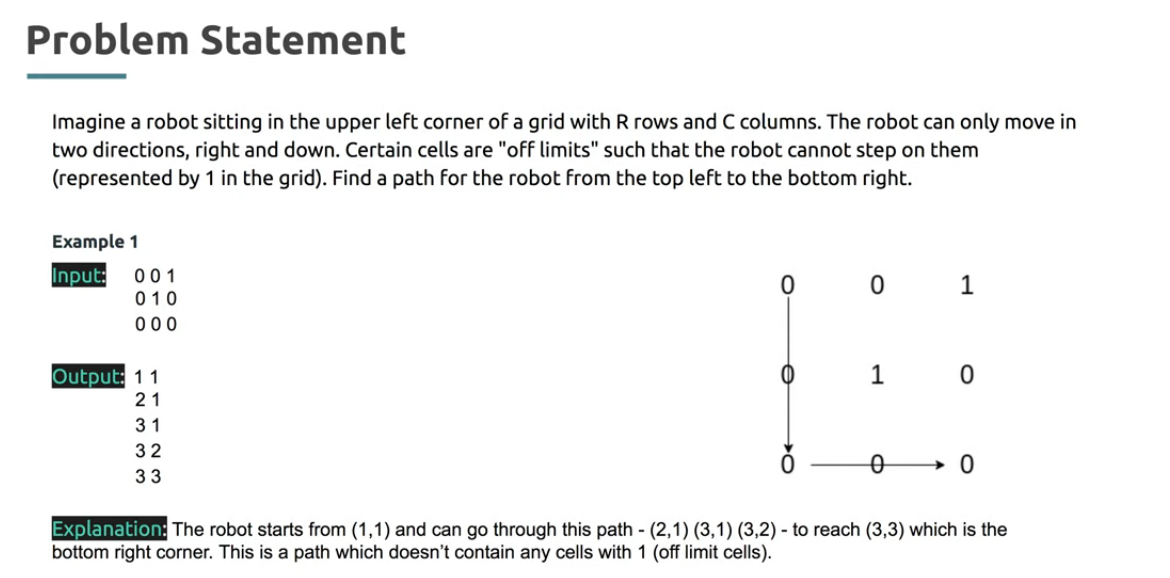 Problem Statement
Imagine a robot sitting in the upper left corner of a grid with R rows and C columns. The robot can only move in
two directions, right and down. Certain cells are "off limits" such that the robot cannot step on them
(represented by 1 in the grid). Find a path for the robot from the top left to the bottom right.
Example 1
Input: 0 0 1
0 1 0
0 0 0
Output: 1 1
2 1
3 1
3 2
3 3
0 0 1
0 1 0
0 0 0
Explanation: The robot starts from (1,1) and can go through this path - (2,1) (3,1) (3,2) - to reach (3,3) which is the
bottom right corner. This is a path which doesn't contain any cells with 1 (off limit cells).